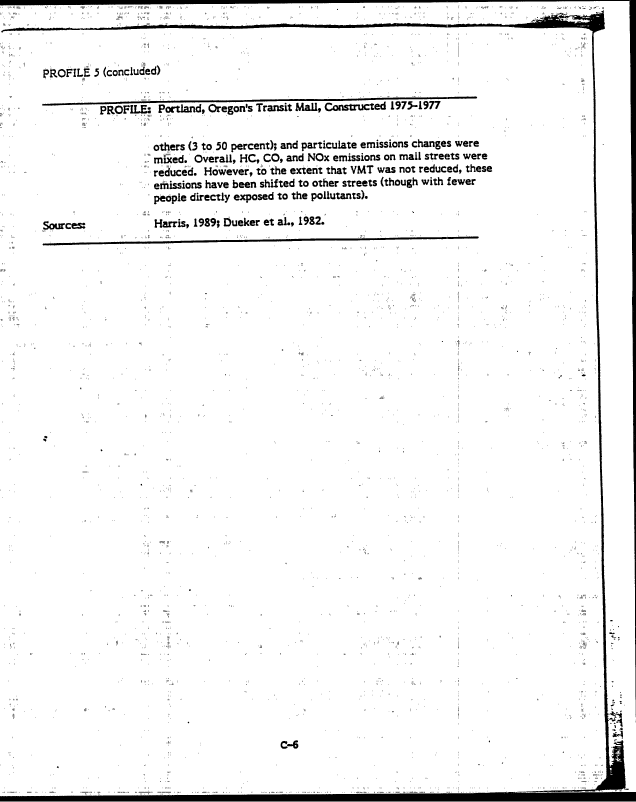 PROFILE 5 (concluded)
PROFILE: Portland, Oregon's Transit Mall, Constructed 1975-1977
others (3 to 50 percent); and particulate emissions changes were
mixed. Overall, HC, CO, and NOx emissions on mall streets were
reduced. However, to the extent that VMT was not reduced, these
emissions have been shifted to other streets (though with fewer
people directly exposed to the pollutants).
Sources: Harris, 1989; Dueker et al., 1982.
C-6